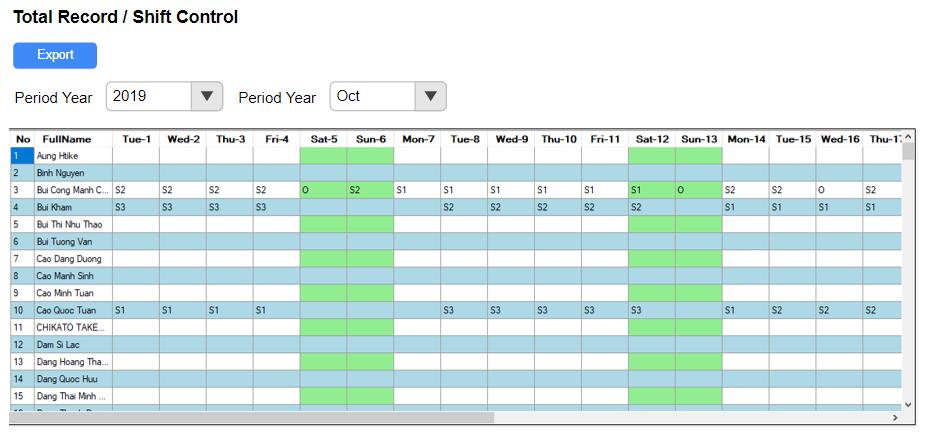 Total Record / Shift Control
Export
Period Year 2019 Period Year Oct
No FullName Tue-1 Wed-2 Thu-3 Fri-4 Sat-5 Sun-6 Mon-7 Tue-8 Wed-9 Thu-10 Fri-11 Sat-12 Sun-13 Mon-14 Tue-15 Wed-16 Thu-17
1 Aung Htike
2 Binh Nguyen
3 Bui Cong Manh C... S2 S2 S2 S2 O S2 S1 S1 S1 S1 S1 S1 O S2 S2 O S2
4 Bui Kham S3 S3 S3 S3 S2 S2 S2 S2 S2 S1 S1 S1 S1
5 Bui Thi Nhu Thao
6 Bui Tuong Van
7 Cao Dang Duong
8 Cao Manh Sinh
9 Cao Minh Tuan
10 Cao Quoc Tuan S1 S1 S1 S1 S3 S3 S3 S3 S3 S1 S2 S2 S2
11 CHIKATO TAKE...
12 Dam Si Lac
13 Dang Hoang Tha...
14 Dang Quoc Huu
15 Dang Thai Minh ...